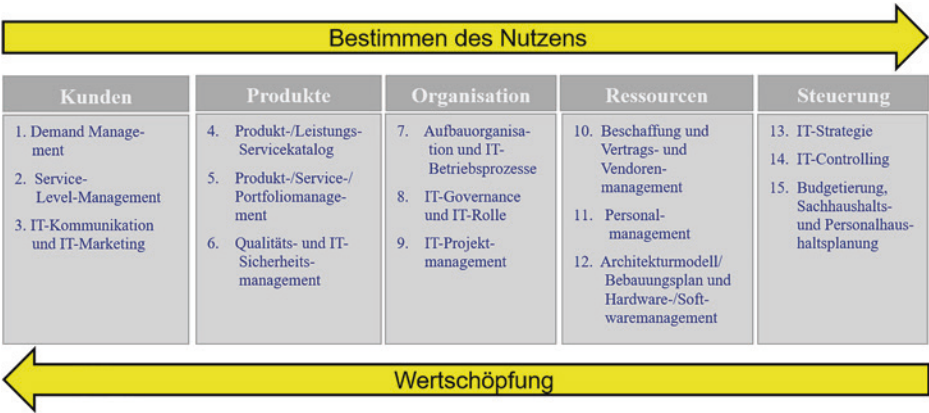 Bestimmen des Nutzens
Kunden
1. Demand Manage-
ment
2. Service-
Level-Management
3. IT-Kommunikation
und IT-Marketing
Produkte
4. Produkt-/Leistungs-
Servicekatalog
5. Produkt-/Service-/
Portfoliomanage-
ment
6. Qualitäts- und IT-
Sicherheits-
management
Organisation
7. Aufbauorganisa-
tion und IT-
Betriebsprozesse
8. IT-Governance
und IT-Rolle
9. IT-Projekt-
management
Ressourcen
10. Beschaffung und
Vertrags- und
Vendoren-
management
11. Personal-
management
12. Architekturmodell/
Bebauungsplan und
Hardware-/Soft-
waremanagement
Steuerung
13. IT-Strategie
14. IT-Controlling
15. Budgetierung,
Sachhaushalts-
und Personalhaus-
haltsplanung
Wertschöpfung